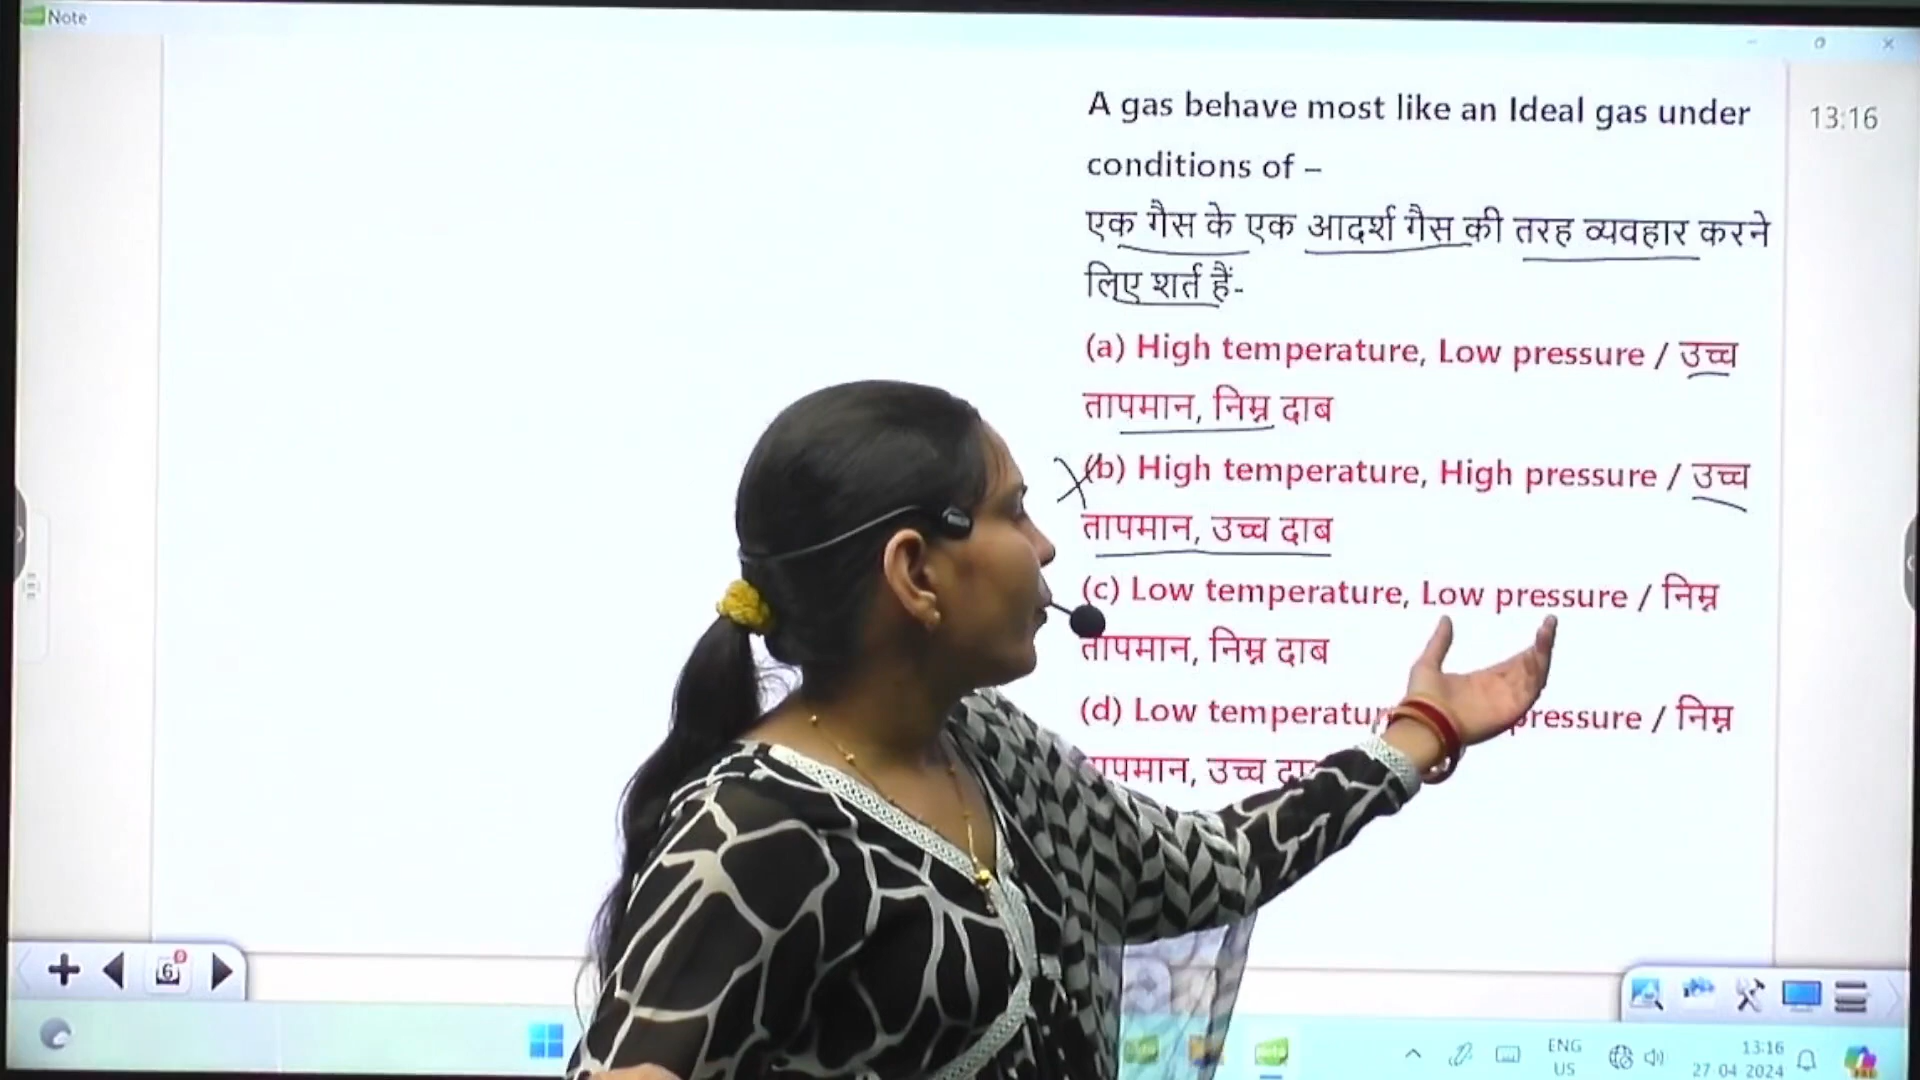 Note
A gas behave most like an Ideal gas under
13:16
conditions of –
एक गैस के एक आदर्श गैस की तरह व्यवहार करने
लिए शर्त हैं-
(a) High temperature, Low pressure / उच्च
तापमान, निम्न दाब
(b) High temperature, High pressure / उच्च
तापमान, उच्च दाब
(c) Low temperature, Low pressure / निम्न
तापमान, निम्न दाब
(d) Low pressure / निम्न
उच्च
6
ENG
US
13:16
27 04 2024